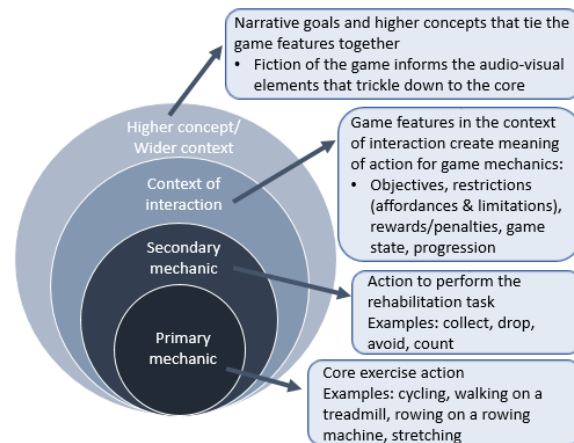 Narrative goals and higher concepts that tie the
game features together
• Fiction of the game informs the audio-visual
elements that trickle down to the core
Higher concept/
Wider context
Game features in the context
of interaction create meaning
of action for game mechanics:
• Objectives, restrictions
(affordances & limitations),
rewards/penalties, game
state, progression
Context of
interaction
Secondary
mechanic
Action to perform the
rehabilitation task
Examples: collect, drop,
avoid, count
Primary
mechanic
Core exercise action
Examples: cycling, walking on a
treadmill, rowing on a rowing
machine, stretching